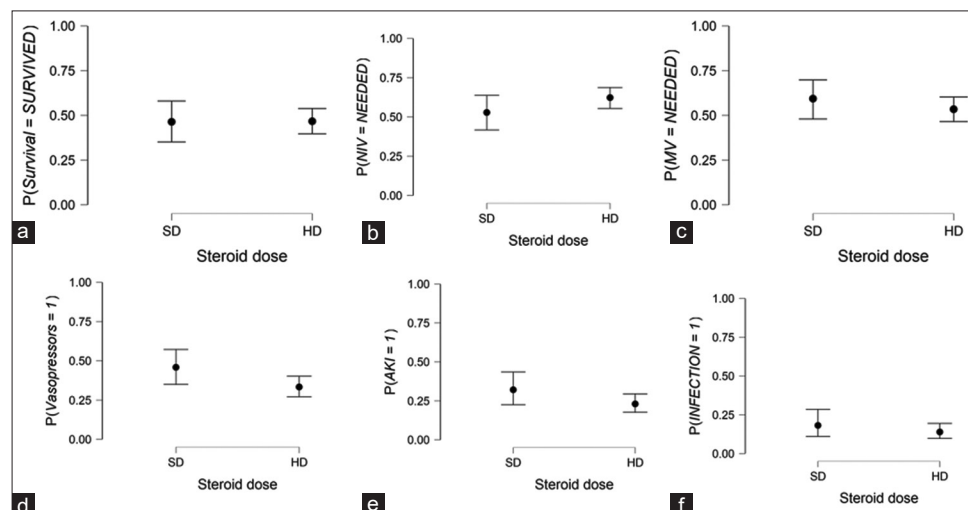 P(Survival = SURVIVED)
1.00
0.75
0.50
0.25
0.00
SD
HD
Steroid dose
a
P(NIV = NEEDED)
1.00
0.75
0.50
0.25
0.00
SD
HD
Steroid dose
b
P(MV = NEEDED)
1.00
0.75
0.50
0.25
0.00
SD
HD
Steroid dose
c
P(Vasopressors = 1)
1.00
0.75
0.50
0.25
0.00
SD
HD
Steroid dose
d
P(AKI = 1)
1.00
0.75
0.50
0.25
0.00
SD
HD
Steroid dose
e
P(INFECTION = 1)
1.00
0.75
0.50
0.25
0.00
SD
HD
Steroid dose
f